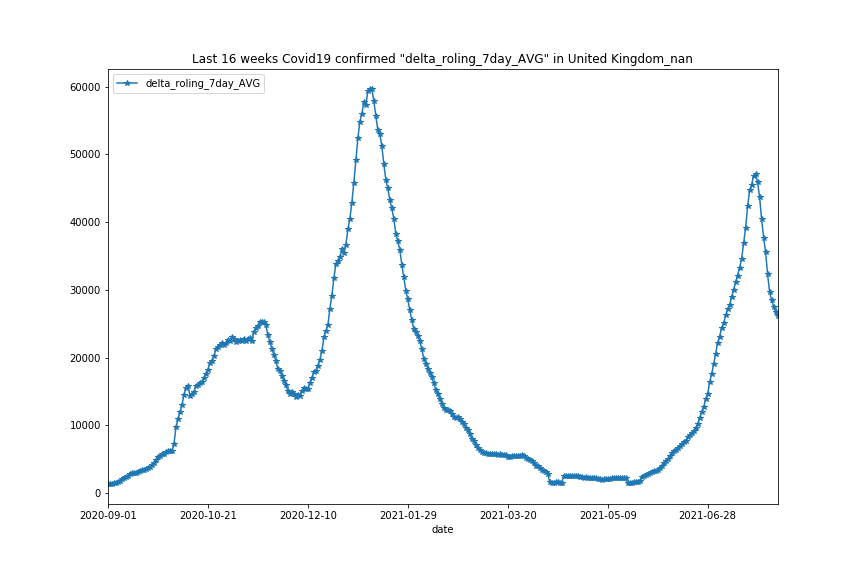 Last 16 weeks Covid19 confirmed "delta_roling_7day_AVG" in United Kingdom_nan
delta_roling_7day_AVG
60000
50000
40000
30000
20000
10000
0
2020-09-01 2020-10-21 2020-12-10 2021-01-29 2021-03-20 2021-05-09 2021-06-28
date